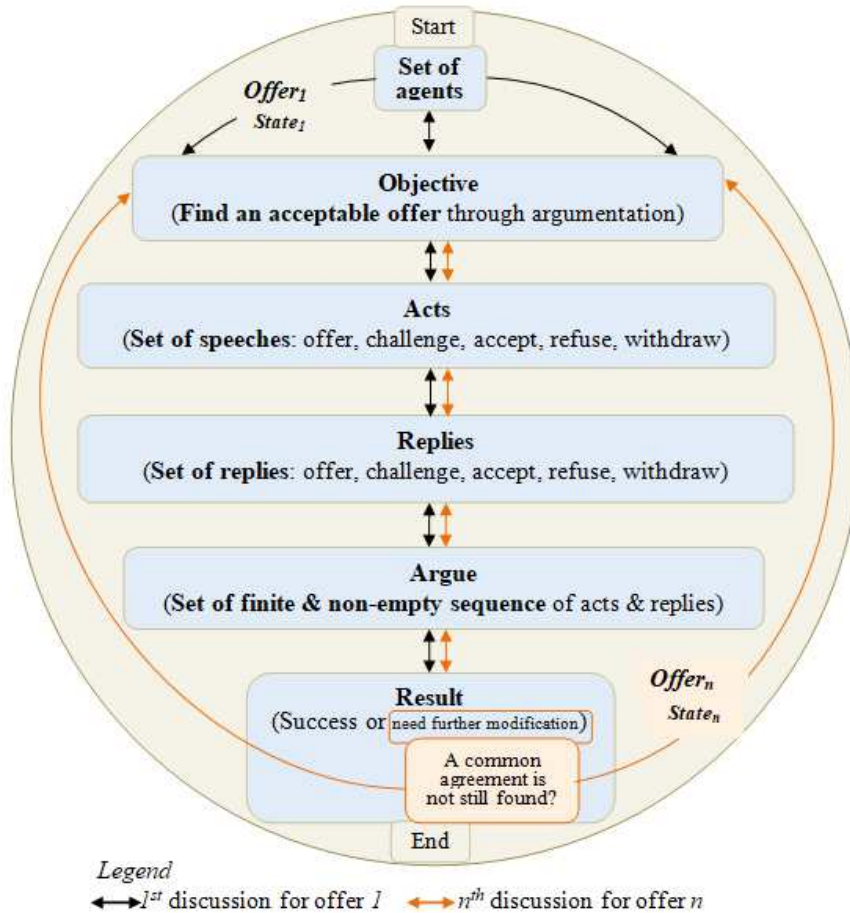 Start
Set of
agents
Offer₁
State₁
Objective
(Find an acceptable offer through argumentation)
Acts
(Set of speeches: offer, challenge, accept, refuse, withdraw)
Replies
(Set of replies: offer, challenge, accept, refuse, withdraw)
Argue
(Set of finite & non-empty sequence of acts & replies)
Result
(Success or need further modification)
Offerₙ
Stateₙ
A common
agreement is
not still found?
End
Legend
1ˢᵗ discussion for offer 1
nᵗʰ discussion for offer n